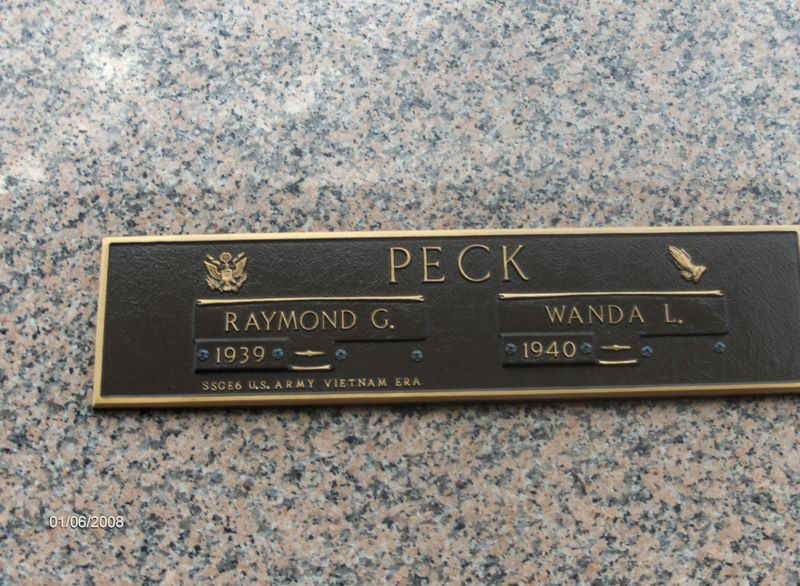 PECK
RAYMOND G.
1939
SSGE6 U.S. ARMY VIETNAM ERA
WANDA L.
1940
01/06/2008